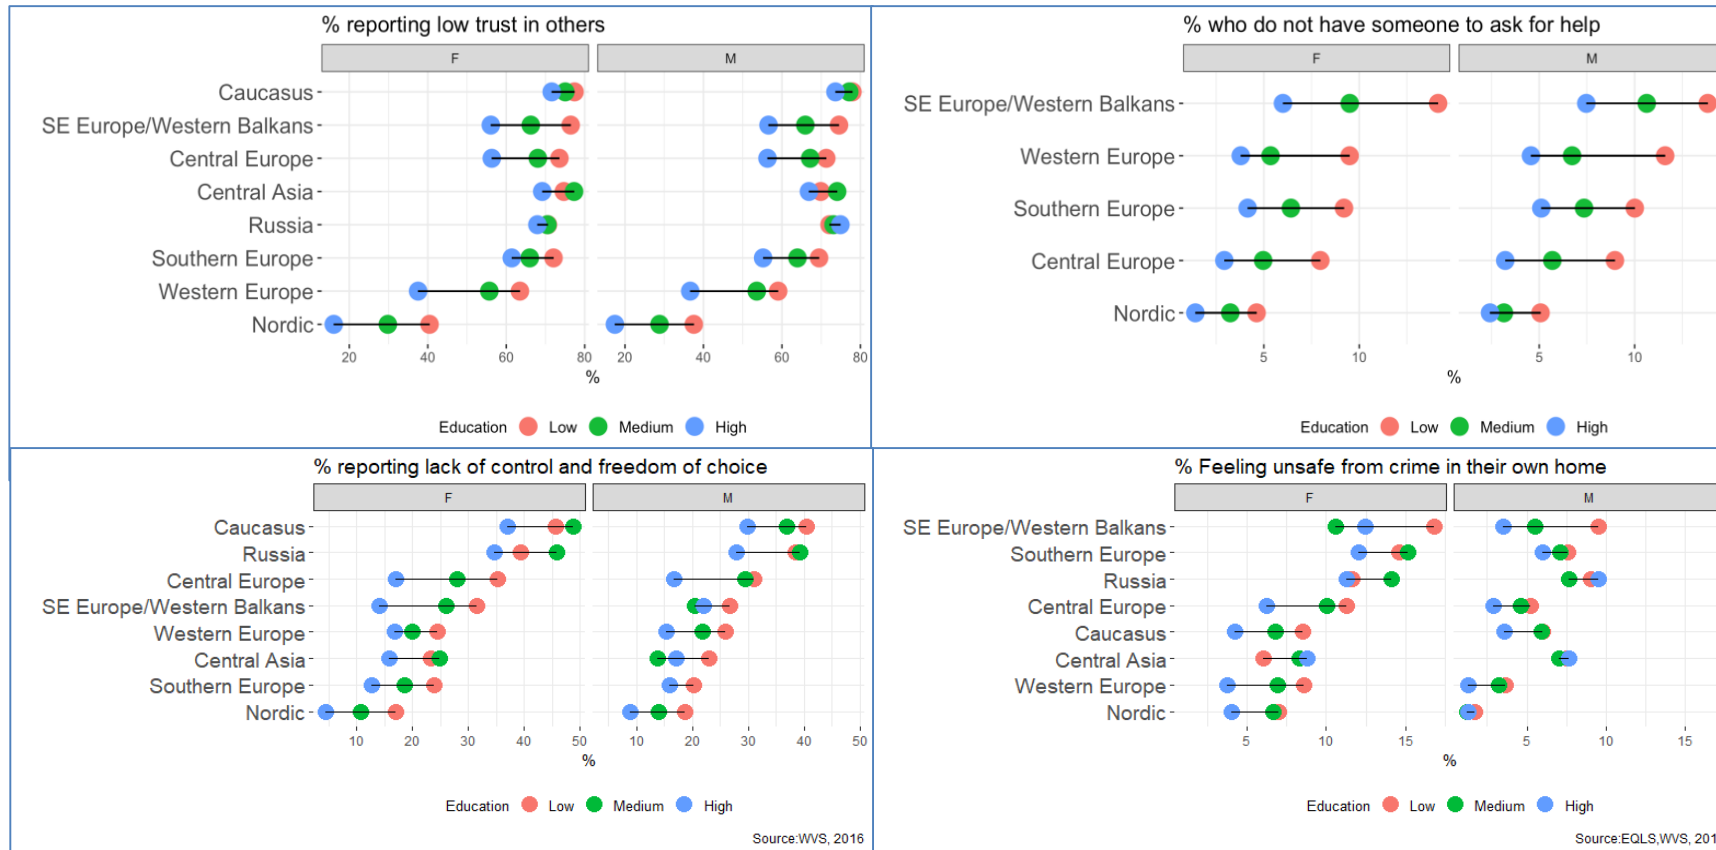 % reporting low trust in others
F M
Caucasus
SE Europe/Western Balkans
Central Europe
Central Asia
Russia
Southern Europe
Western Europe
Nordic
20 40 60 80 20 40 60 80
%
Education Low Medium High
% who do not have someone to ask for help
F M
SE Europe/Western Balkans
Western Europe
Southern Europe
Central Europe
Nordic
5 10 5 10
%
Education Low Medium High
% reporting lack of control and freedom of choice
F M
Caucasus
Russia
Central Europe
SE Europe/Western Balkans
Western Europe
Central Asia
Southern Europe
Nordic
10 20 30 40 50 10 20 30 40 50
%
Education Low Medium High
Source:WVS, 2016
% Feeling unsafe from crime in their own home
F M
SE Europe/Western Balkans
Southern Europe
Russia
Central Europe
Caucasus
Central Asia
Western Europe
Nordic
5 10 15 5 10 15
%
Education Low Medium High
Source:EQLS,WVS, 201